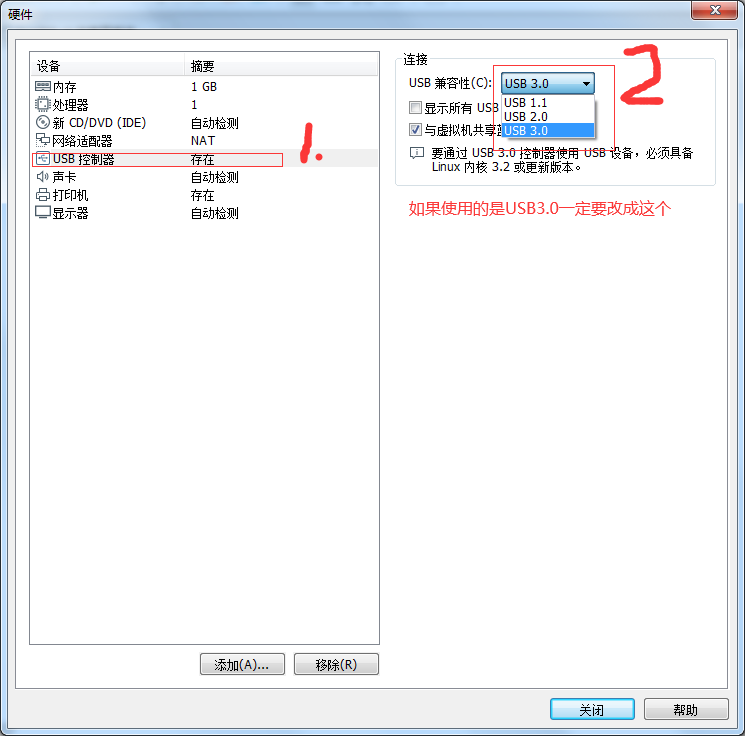 硬件
设备 摘要
内存 1 GB
处理器 1
新 CD/DVD (IDE) 自动检测
网络适配器 NAT
USB 控制器 存在
声卡 自动检测
打印机 存在
显示器 自动检测
1.
添加(A)... 移除(R)
连接
USB 兼容性(C): USB 3.0
USB 1.1
USB 2.0
USB 3.0
2
显示所有 USB
与虚拟机共享
要通过 USB 3.0 控制器使用 USB 设备，必须具备
Linux 内核 3.2 或更新版本。
如果使用的是USB3.0一定要改成这个
关闭 帮助